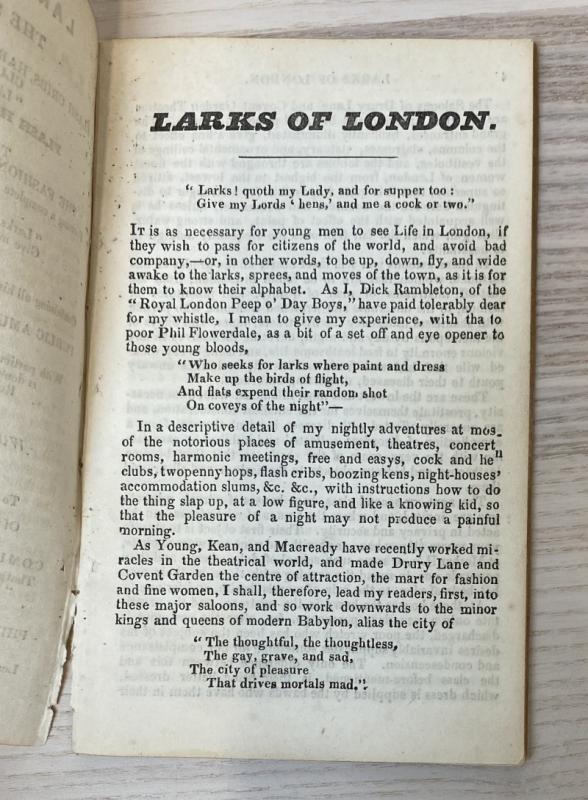 LARKS OF LONDON.
" Larks! quoth my Lady, and for supper too :
Give my Lords ' hens,' and me a cock or two."
IT is as necessary for young men to see Life in London, if
they wish to pass for citizens of the world, and avoid bad
company,—or, in other words, to be up, down, fly, and wide
awake to the larks, sprees, and moves of the town, as it is for
them to know their alphabet. As I, Dick Rambleton, of the
"Royal London Peep o' Day Boys," have paid tolerably dear
for my whistle, I mean to give my experience, with tha to
poor Phil Flowerdale, as a bit of a set off and eye opener to
those young bloods,
"Who seeks for larks where paint and dress
Make up the birds of flight,
And flats expend their random shot
On coveys of the night"—
In a descriptive detail of my nightly adventures at mos
of the notorious places of amusement, theatres, concert
rooms, harmonic meetings, free and easys, cock and hen
clubs, twopenny hops, flash cribs, boozing kens, night-houses'
accommodation slums, &c. &c., with instructions how to do
the thing slap up, at a low figure, and like a knowing kid, so
that the pleasure of a night may not prcduce a painful
morning.
As Young, Kean, and Macready have recently worked mi-
racles in the theatrical world, and made Drury Lane and
Covent Garden the centre of attraction, the mart for fashion
and fine women, I shall, therefore, lead my readers, first, into
these major saloons, and so work downwards to the minor
kings and queens of modern Babylon, alias the city of
" The thoughtful, the thoughtless,
The gay, grave, and sad,
The city of pleasure
That drives mortals mad."